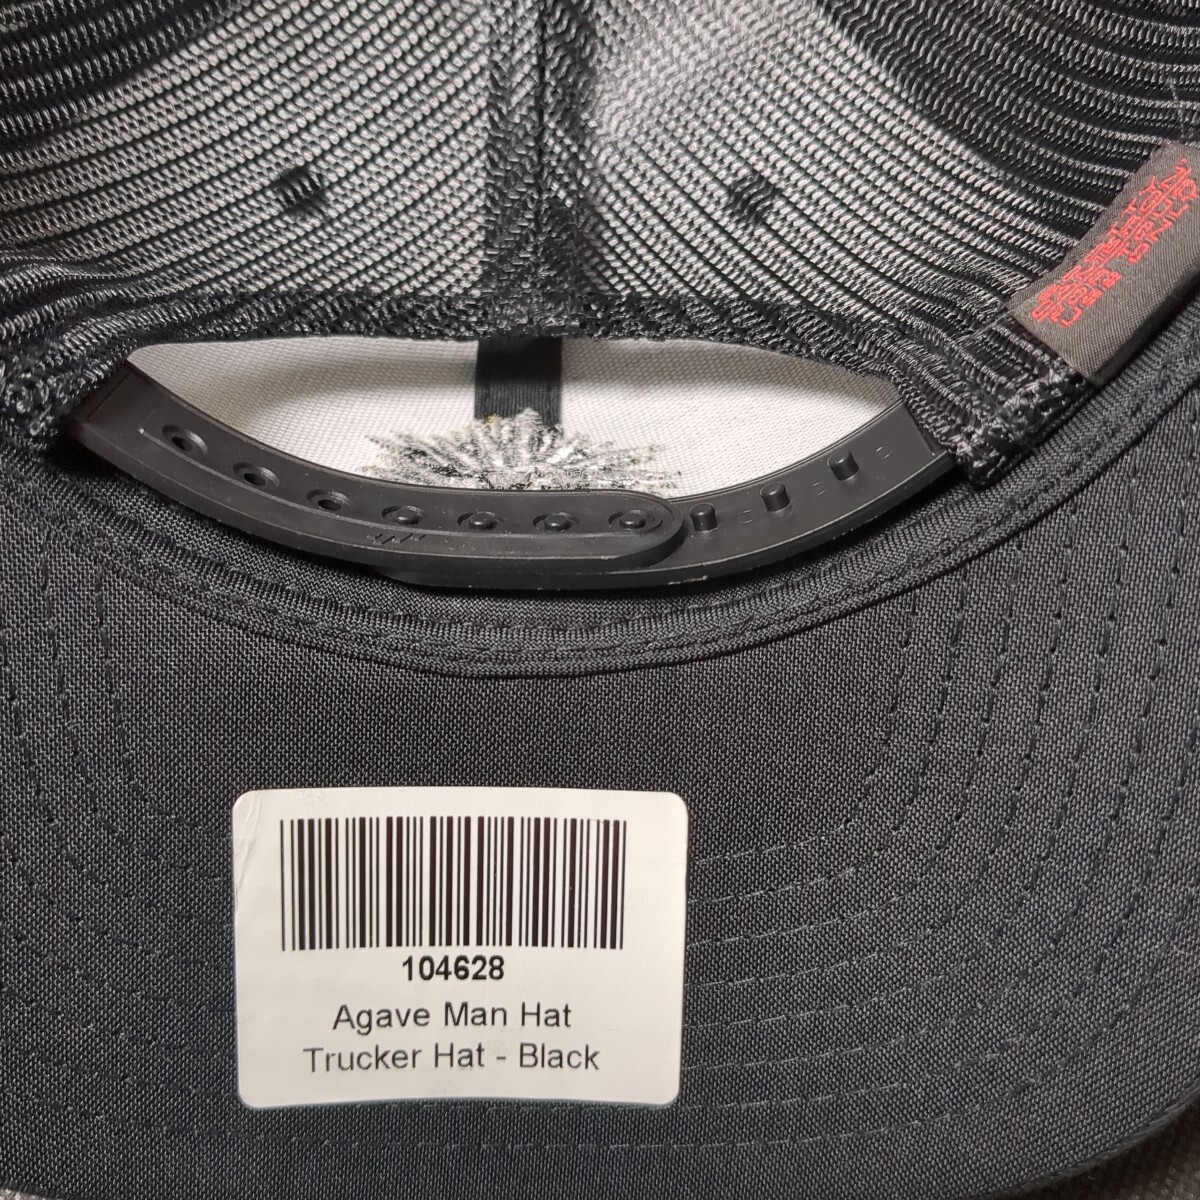 104628
Agave Man Hat
Trucker Hat - Black